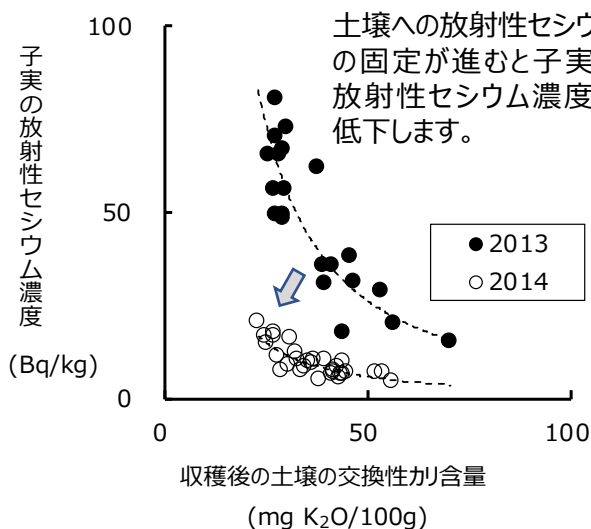 土壌への放射性セシウ
の固定が進むと子実
放射性セシウム濃度
低下します。
100
50
0
子実の放射性セシウム濃度
(Bq/kg)
● 2013
○ 2014
0
50
100
収穫後の土壌の交換性カリ含量
(mg K₂O/100g)